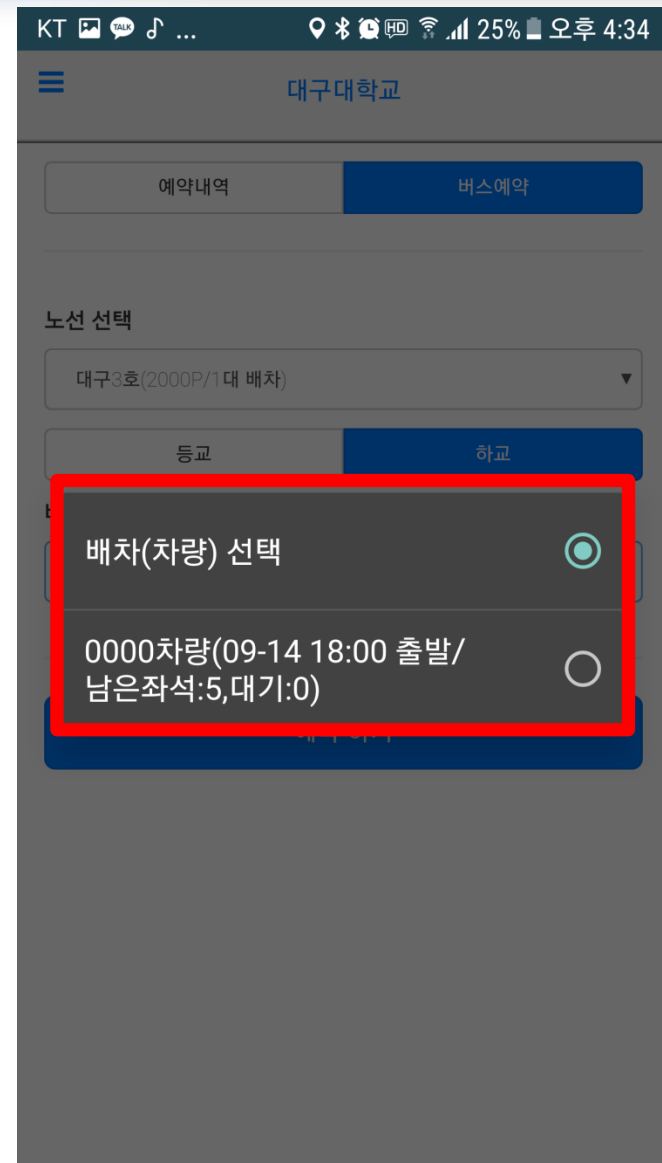 KT TALK ... HD 25% 오후 4:34
대구대학교
예약내역 버스예약
노선 선택
대구3호(2000P/1대 배차) ▼
등교 하교
배차(차량) 선택
0000차량(09-14 18:00 출발/
남은좌석:5,대기:0)